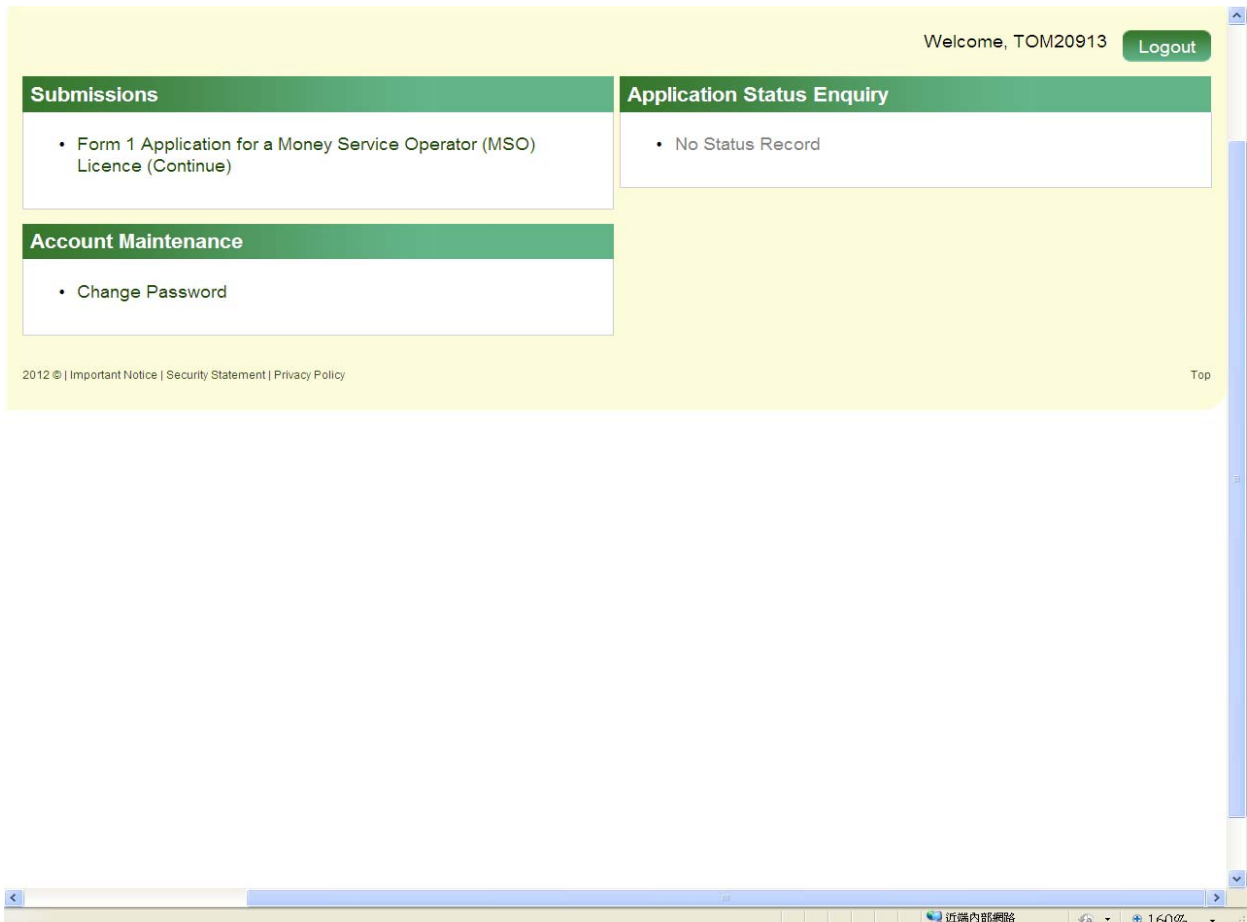 Welcome, TOM20913
Logout
Submissions
• Form 1 Application for a Money Service Operator (MSO)
Licence (Continue)
Application Status Enquiry
• No Status Record
Account Maintenance
• Change Password
2012 © | Important Notice | Security Statement | Privacy Policy
Top
近端內部網路
160%